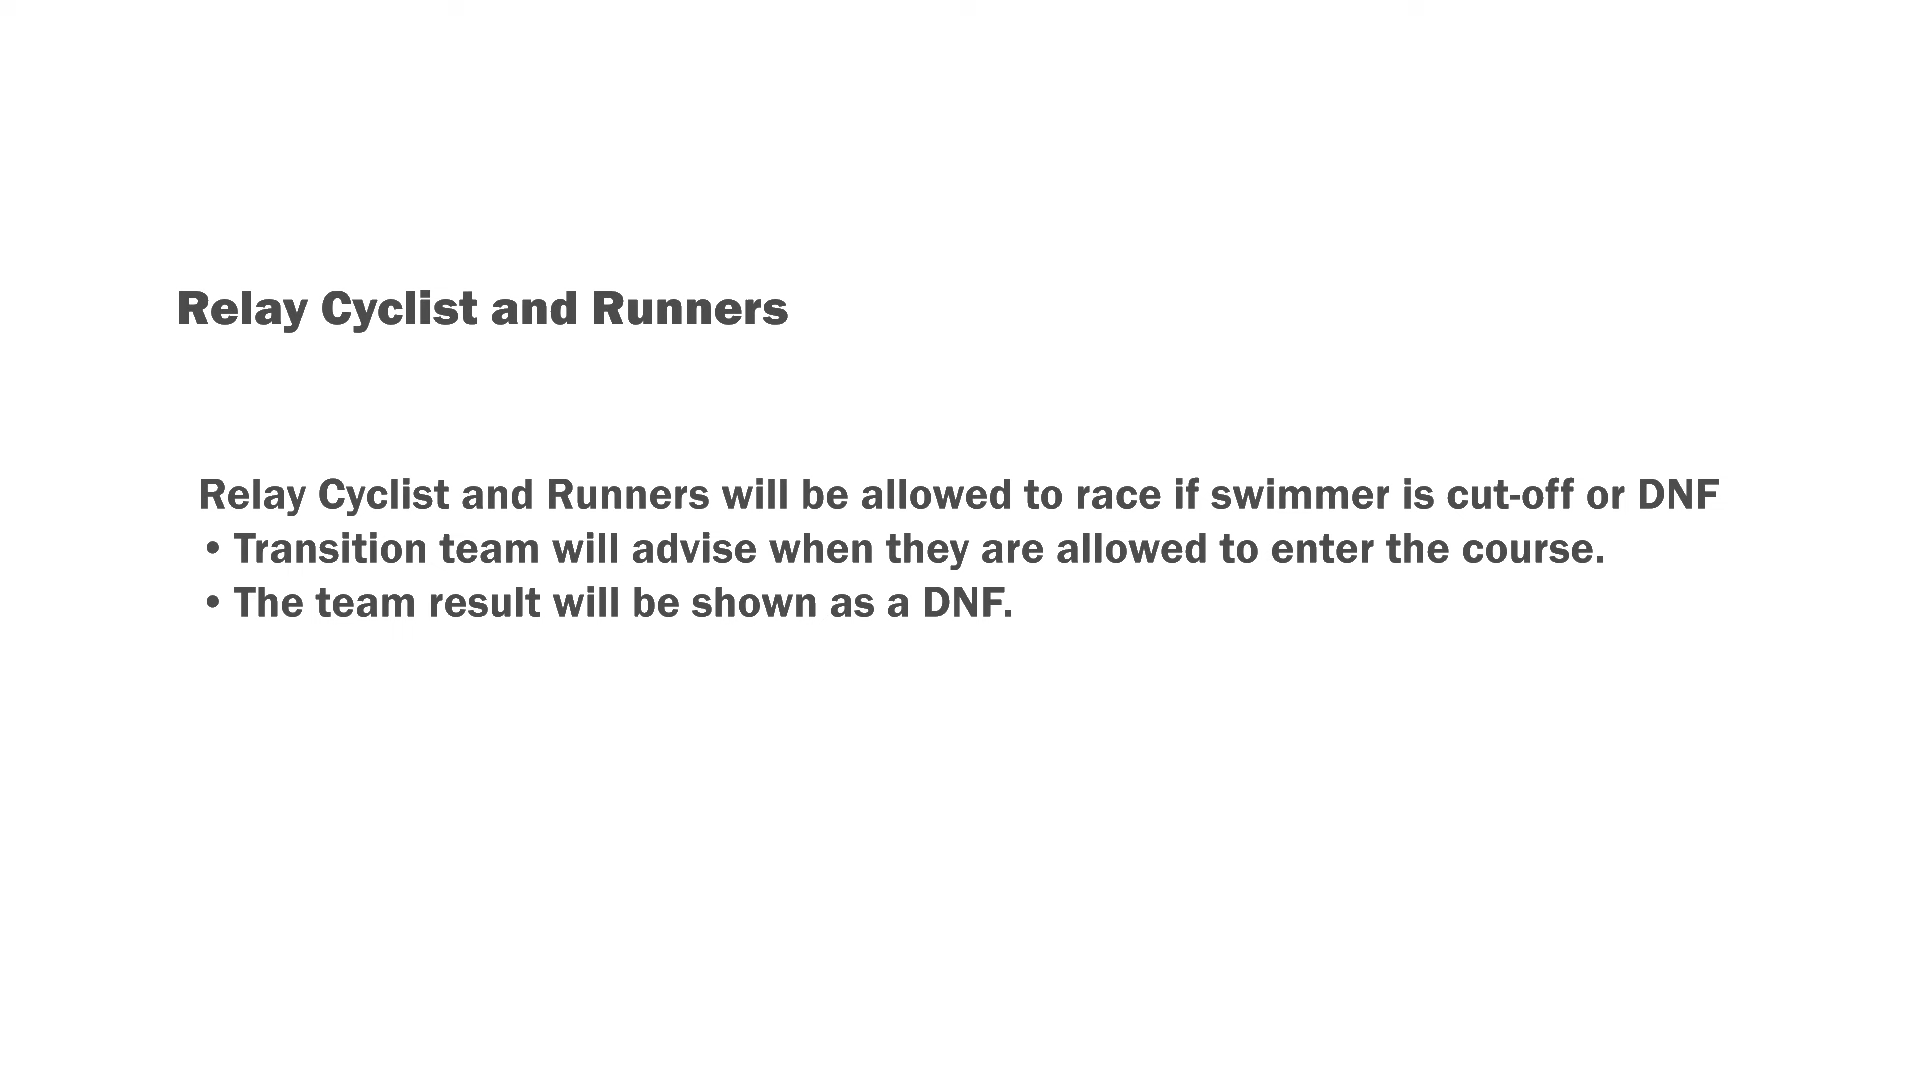 Relay Cyclist and Runners
Relay Cyclist and Runners will be allowed to race if swimmer is cut-off or DNF
• Transition team will advise when they are allowed to enter the course.
• The team result will be shown as a DNF.